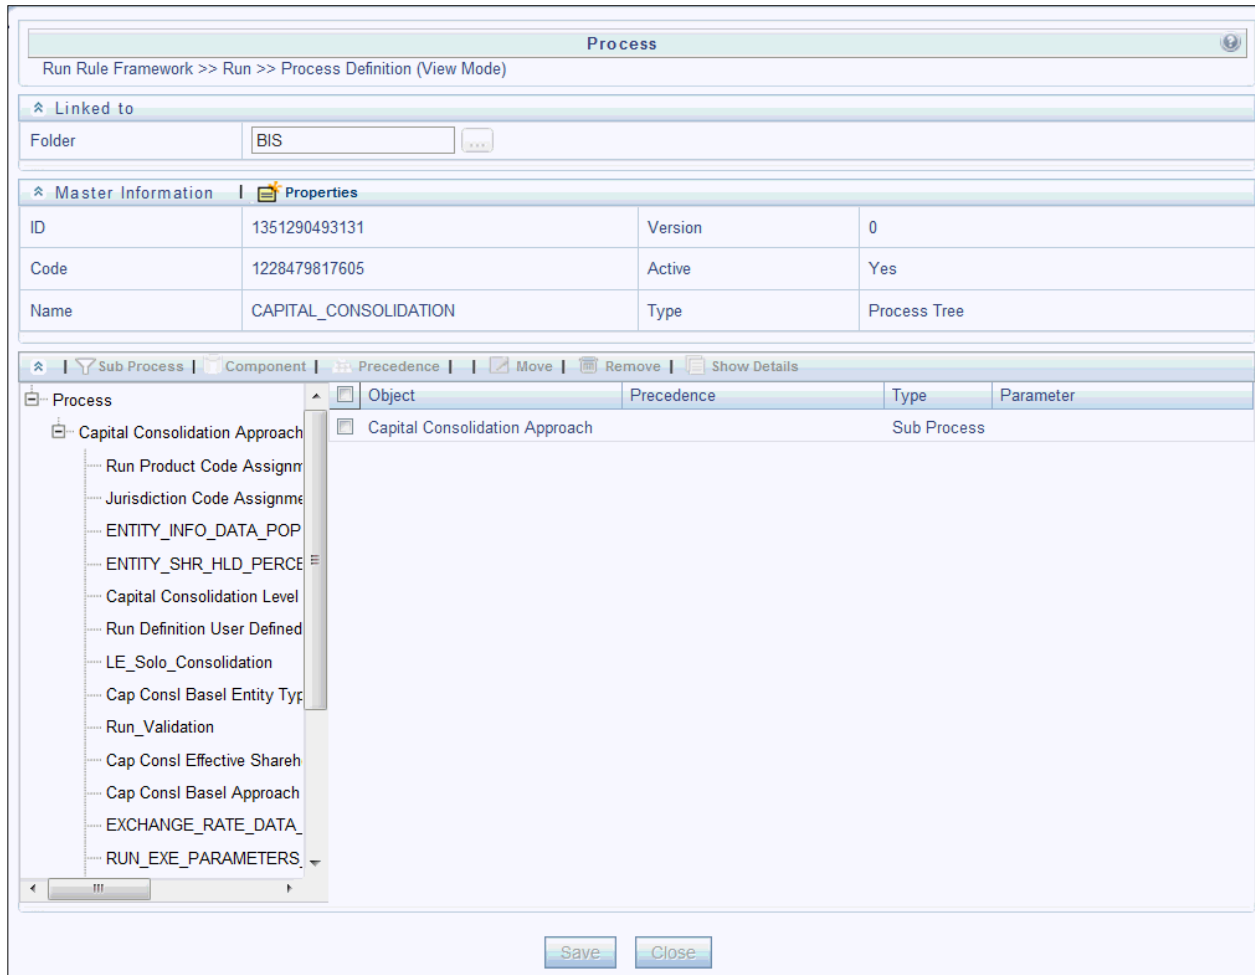 Process
Run Rule Framework >> Run >> Process Definition (View Mode)
Linked to
Folder BIS ...
Master Information | Properties
ID 1351290493131 Version 0
Code 1228479817605 Active Yes
Name CAPITAL_CONSOLIDATION Type Process Tree
| Sub Process | Component | Precedence | | Move | Remove | Show Details
Process
Object Precedence Type Parameter
Capital Consolidation Approach
Capital Consolidation Approach Sub Process
Run Product Code Assignm
Jurisdiction Code Assignme
ENTITY_INFO_DATA_POP
ENTITY_SHR_HLD_PERCE
Capital Consolidation Level
Run Definition User Defined
LE_Solo_Consolidation
Cap Consl Basel Entity Typ
Run_Validation
Cap Consl Effective Shareh
Cap Consl Basel Approach
EXCHANGE_RATE_DATA_
RUN_EXE_PARAMETERS_
Save Close